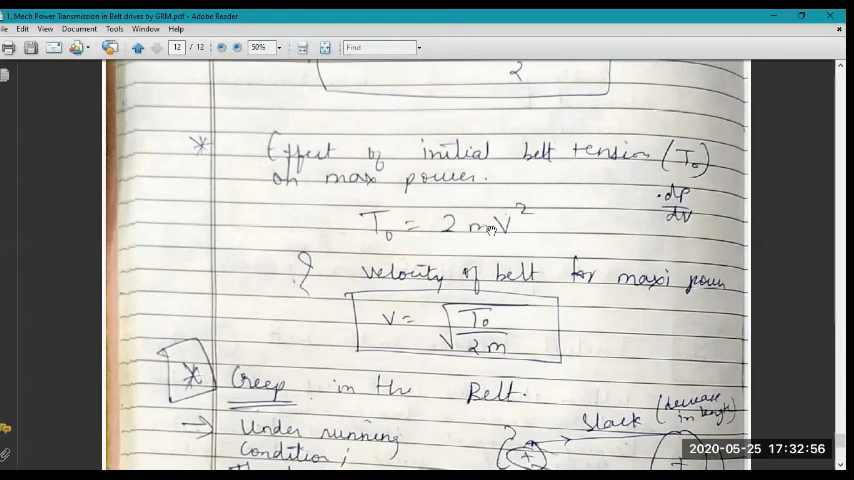 1. Mech Power Transmission in Belt drives by GRM.pdf - Adobe Reader
Edit View Document Tools Window Help
12 / 12 50% Find
2
* Effect of initial belt tension (T₀)
on max power.
dp
dv
T₀ = 2 mV²
velocity of belt for maxi power
v = √T₀
2m
* Creep in the Belt.
Slack (decrease
in length)
→ Under running
Condition;
2020-05-25 17:32:56